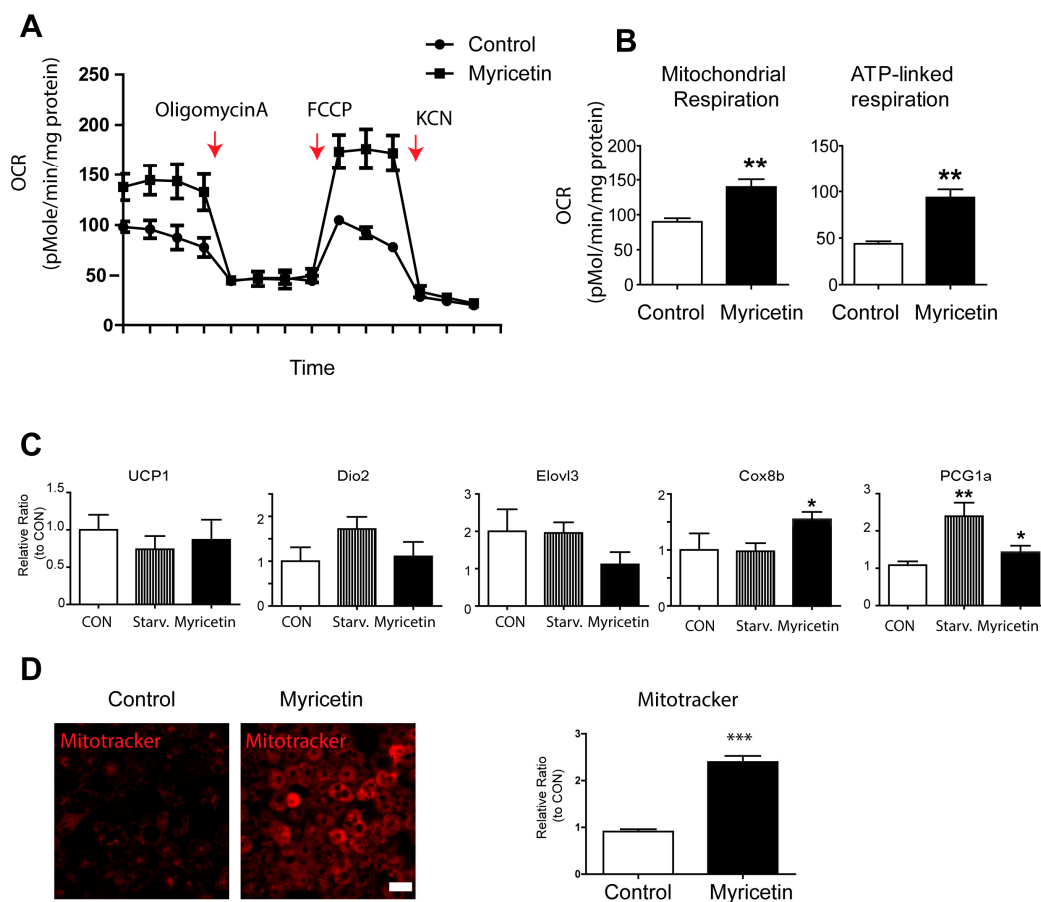 A
Control
Myricetin
OCR
(pMole/min/mg protein)
250
200
150
100
50
0
OligomycinA
FCCP
KCN
Time
B
Mitochondrial
Respiration
ATP-linked
respiration
OCR
(pMol/min/mg protein)
200
150
100
50
0
**
Control Myricetin
150
100
50
0
**
Control Myricetin
C
Relative Ratio
(to CON)
UCP1
1.5
1.0
0.5
0
CON Starv. Myricetin
Dio2
2
1
0
CON Starv. Myricetin
Elovl3
3
2
1
0
CON Starv. Myricetin
Cox8b
2
1
0
*
CON Starv. Myricetin
PCG1a
3
2
1
0
**
*
CON Starv. Myricetin
D
Control
Myricetin
Mitotracker
Mitotracker
Mitotracker
Relative Ratio
(to CON)
3
2
1
0
***
Control Myricetin